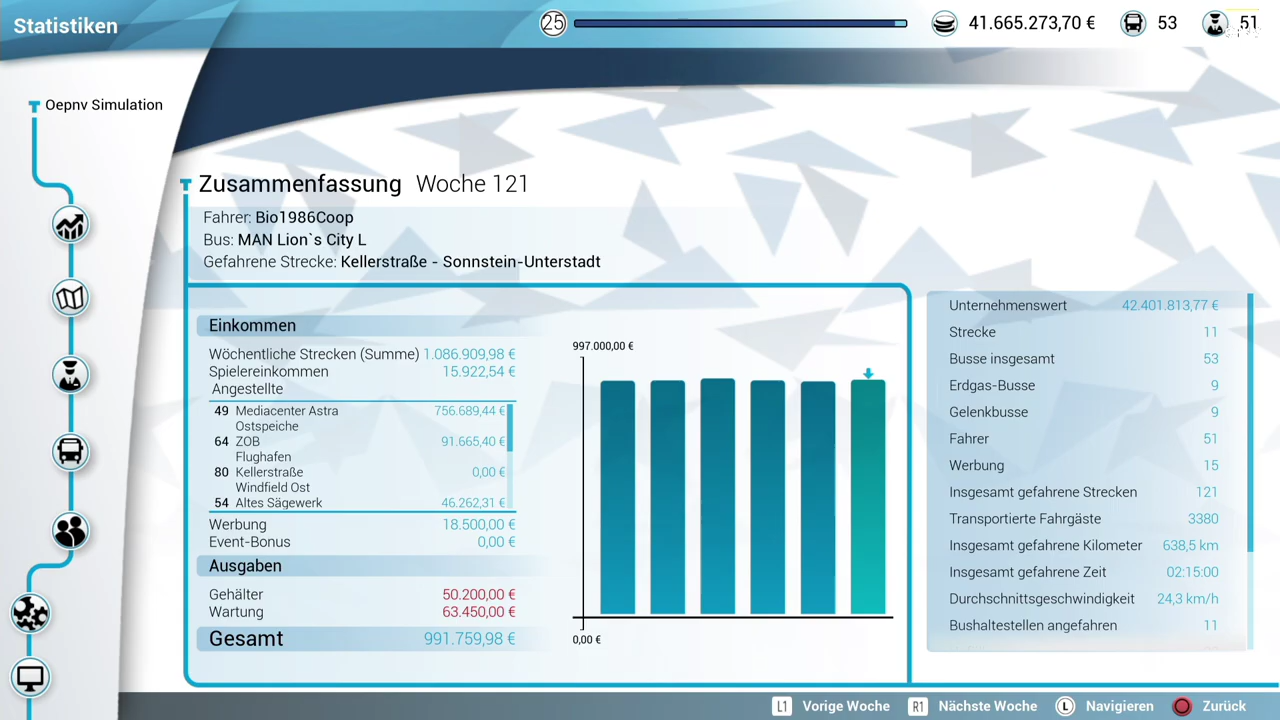 Statistiken
25
41.665.273,70 €
53
51
Oepnv Simulation
Zusammenfassung Woche 121
Fahrer: Bio1986Coop
Bus: MAN Lion`s City L
Gefahrene Strecke: Kellerstraße - Sonnstein-Unterstadt
Einkommen
Wöchentliche Strecken (Summe) 1.086.909,98 €
Spielereinkommen 15.922,54 €
Angestellte
49 Mediacenter Astra 756.689,44 €
Ostspeiche
64 ZOB 91.665,40 €
Flughafen
80 Kellerstraße 0,00 €
Windfield Ost
54 Altes Sägewerk 46.262,31 €
Werbung 18.500,00 €
Event-Bonus 0,00 €
Ausgaben
Gehälter 50.200,00 €
Wartung 63.450,00 €
Gesamt 991.759,98 €
997.000,00 €
0,00 €
Unternehmenswert 42.401.813,77 €
Strecke 11
Busse insgesamt 53
Erdgas-Busse 9
Gelenkbusse 9
Fahrer 51
Werbung 15
Insgesamt gefahrene Strecken 121
Transportierte Fahrgäste 3380
Insgesamt gefahrene Kilometer 638,5 km
Insgesamt gefahrene Zeit 02:15:00
Durchschnittsgeschwindigkeit 24,3 km/h
Bushaltestellen angefahren 11
L1 Vorige Woche R1 Nächste Woche L Navigieren Zurück